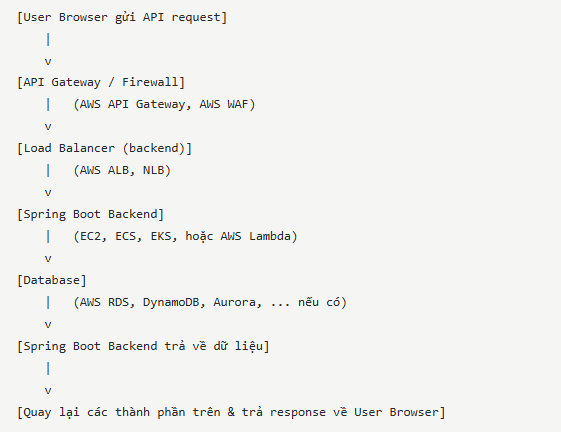 [User Browser gửi API request]
|
v
[API Gateway / Firewall]
| (AWS API Gateway, AWS WAF)
v
[Load Balancer (backend)]
| (AWS ALB, NLB)
v
[Spring Boot Backend]
| (EC2, ECS, EKS, hoặc AWS Lambda)
v
[Database]
| (AWS RDS, DynamoDB, Aurora, ... nếu có)
v
[Spring Boot Backend trả về dữ liệu]
|
v
[Quay lại các thành phần trên & trả response về User Browser]